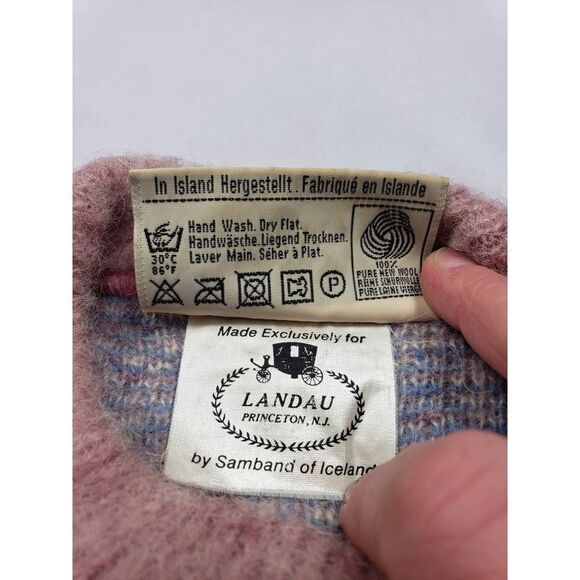 In Island Hergestellt. Fabriqué en Islande
Hand Wash. Dry Flat.
Handwäsche. Liegend Trocknen.
Laver Main. Séher à Plat.
30°C
86°F
P
100%
PURE NEW WOOL
REINE SCHURWOLLE
PURE LAINE VIERGE
Made Exclusively for
LANDAU
PRINCETON, N.J.
by Samband of Iceland